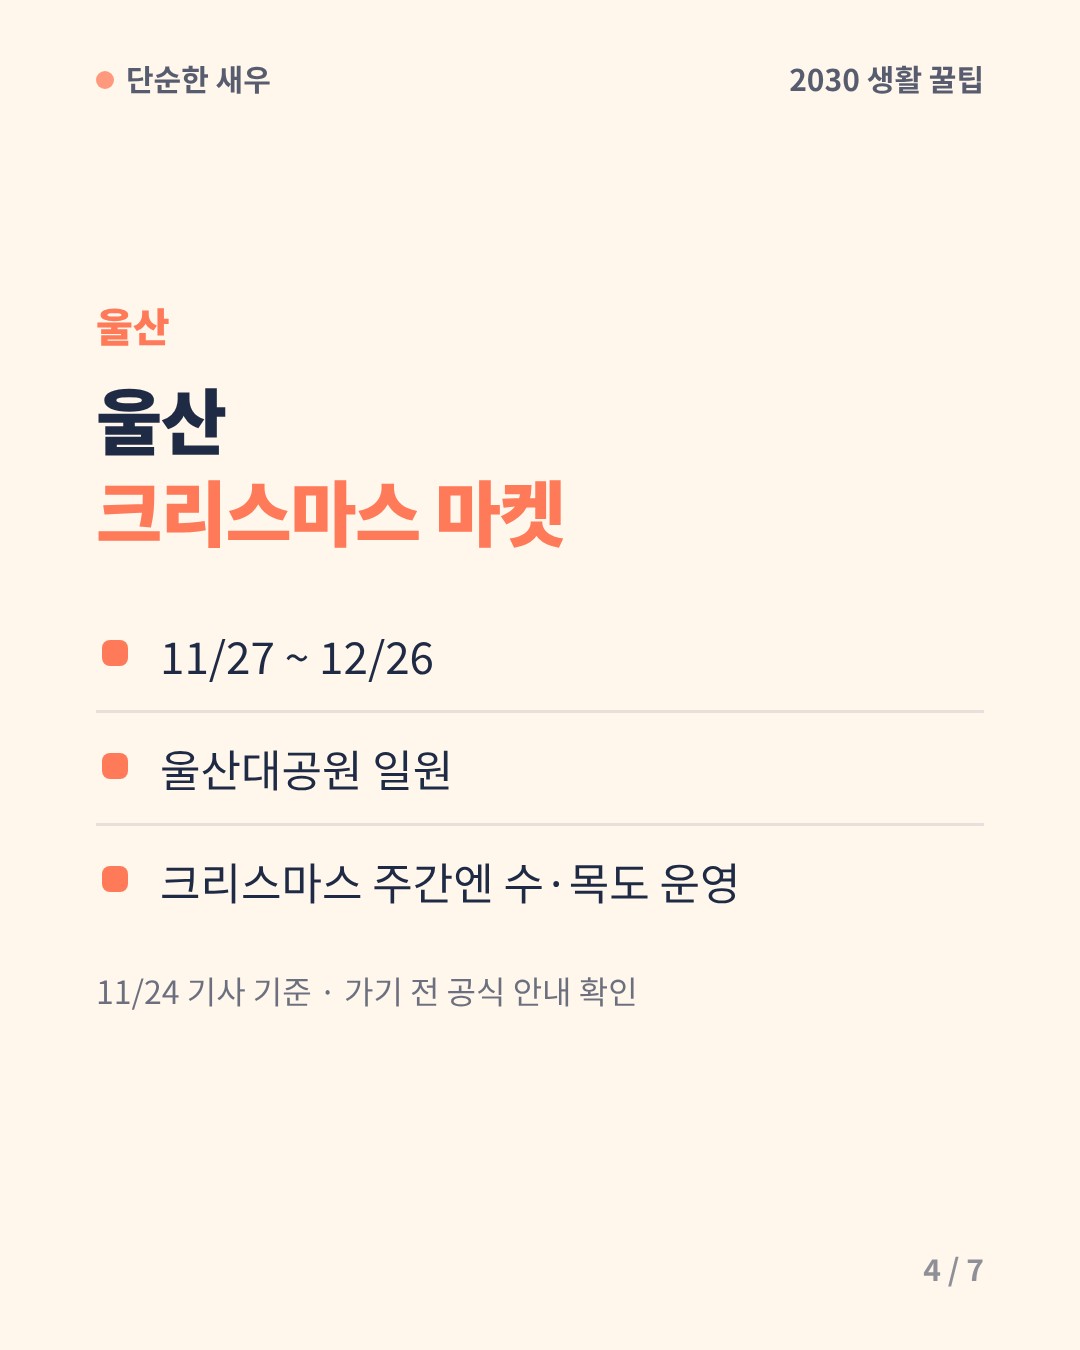 단순한 새우
2030 생활 꿀팁
울산
울산
크리스마스 마켓
11/27 ~ 12/26
울산대공원 일원
크리스마스 주간엔 수·목도 운영
11/24 기사 기준 · 가기 전 공식 안내 확인
4 / 7